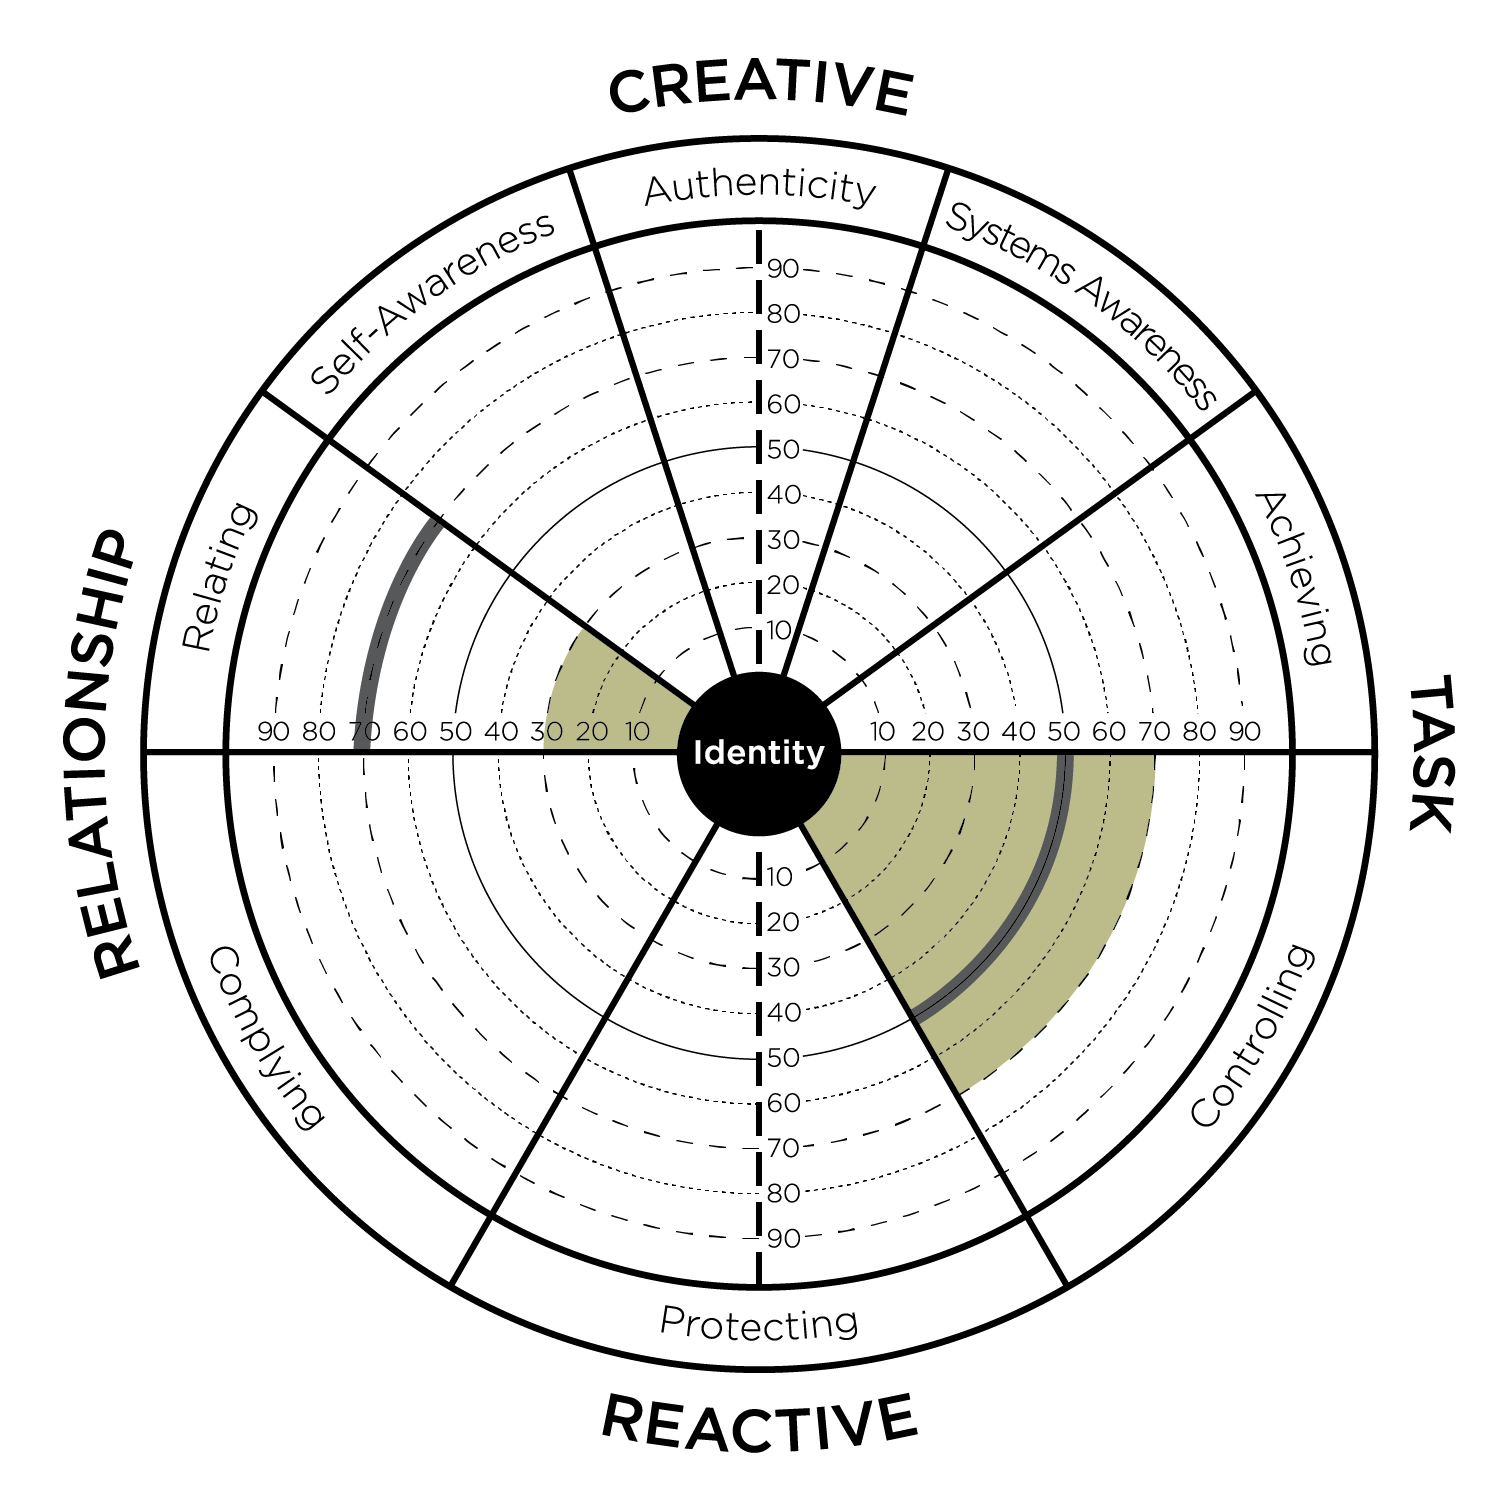 CREATIVE
Authenticity
Self-Awareness
Systems Awareness
Relating
Achieving
RELATIONSHIP
TASK
90
80
70
60
50
40
30
20
10
90 80 70 60 50 40 30 20 10
10 20 30 40 50 60 70 80 90
Identity
10
20
30
40
50
60
70
80
90
Complying
Controlling
Protecting
REACTIVE